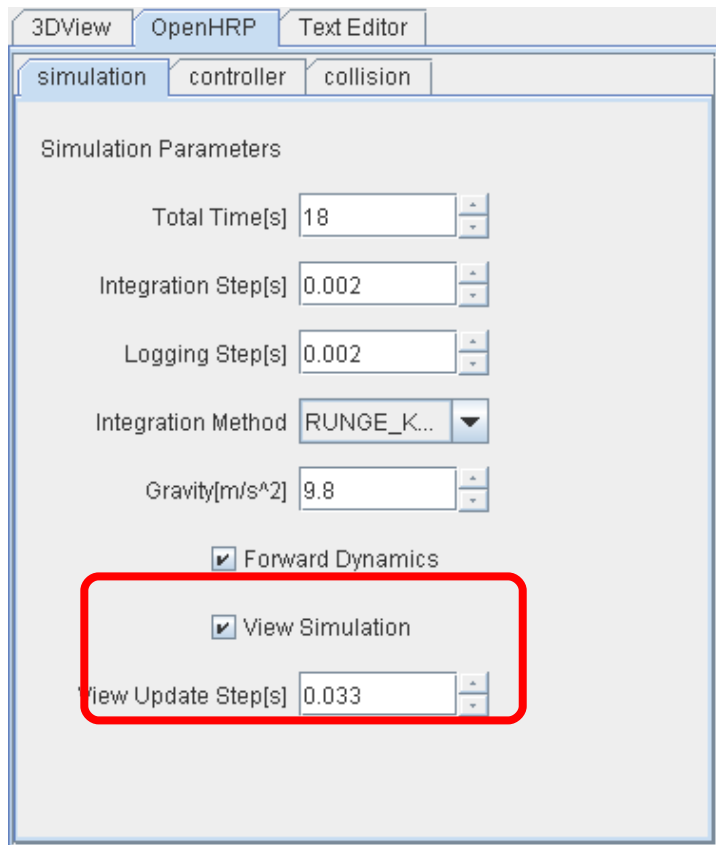 3DView OpenHRP Text Editor
simulation controller collision
Simulation Parameters
Total Time[s] 18
Integration Step[s] 0.002
Logging Step[s] 0.002
Integration Method RUNGE_K...
Gravity[m/s^2] 9.8
Forward Dynamics
View Simulation
View Update Step[s] 0.033